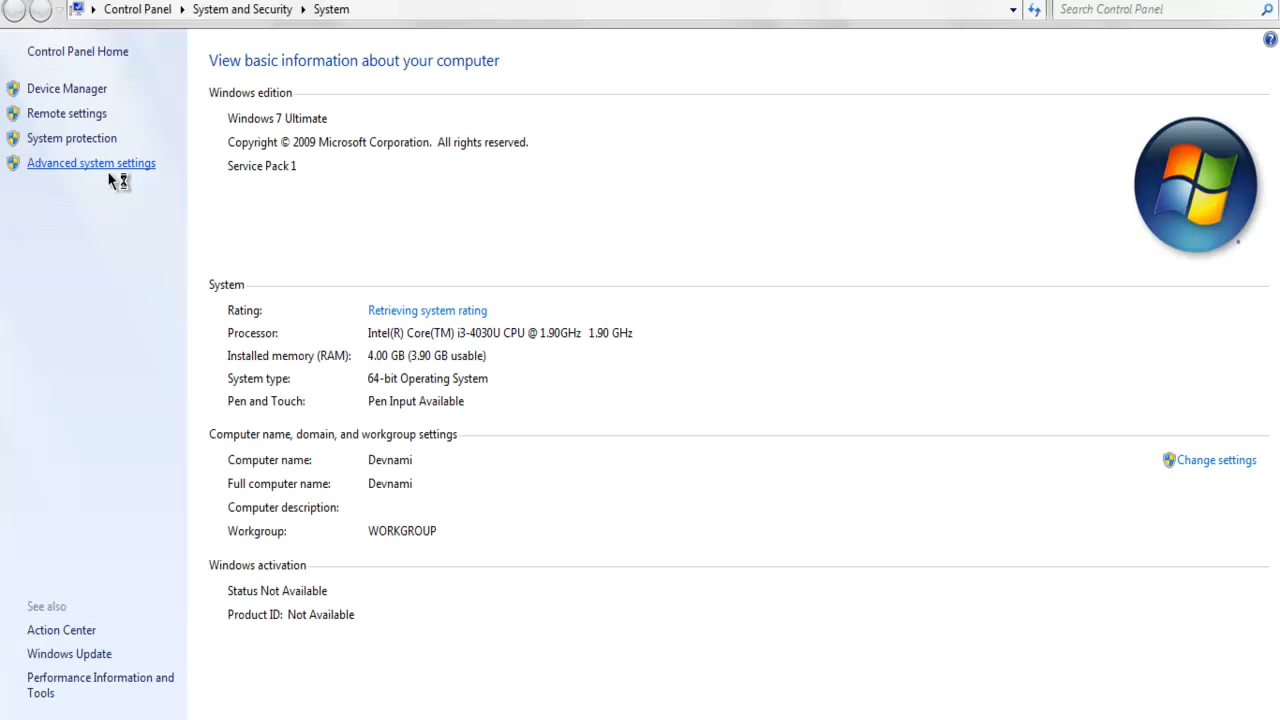 Control Panel ▸ System and Security ▸ System
Search Control Panel
Control Panel Home
Device Manager
Remote settings
System protection
Advanced system settings
View basic information about your computer
Windows edition
Windows 7 Ultimate
Copyright © 2009 Microsoft Corporation. All rights reserved.
Service Pack 1
System
Rating: Retrieving system rating
Processor: Intel(R) Core(TM) i3-4030U CPU @ 1.90GHz 1.90 GHz
Installed memory (RAM): 4.00 GB (3.90 GB usable)
System type: 64-bit Operating System
Pen and Touch: Pen Input Available
Computer name, domain, and workgroup settings
Computer name: Devnami
Change settings
Full computer name: Devnami
Computer description:
Workgroup: WORKGROUP
Windows activation
Status Not Available
Product ID: Not Available
See also
Action Center
Windows Update
Performance Information and
Tools